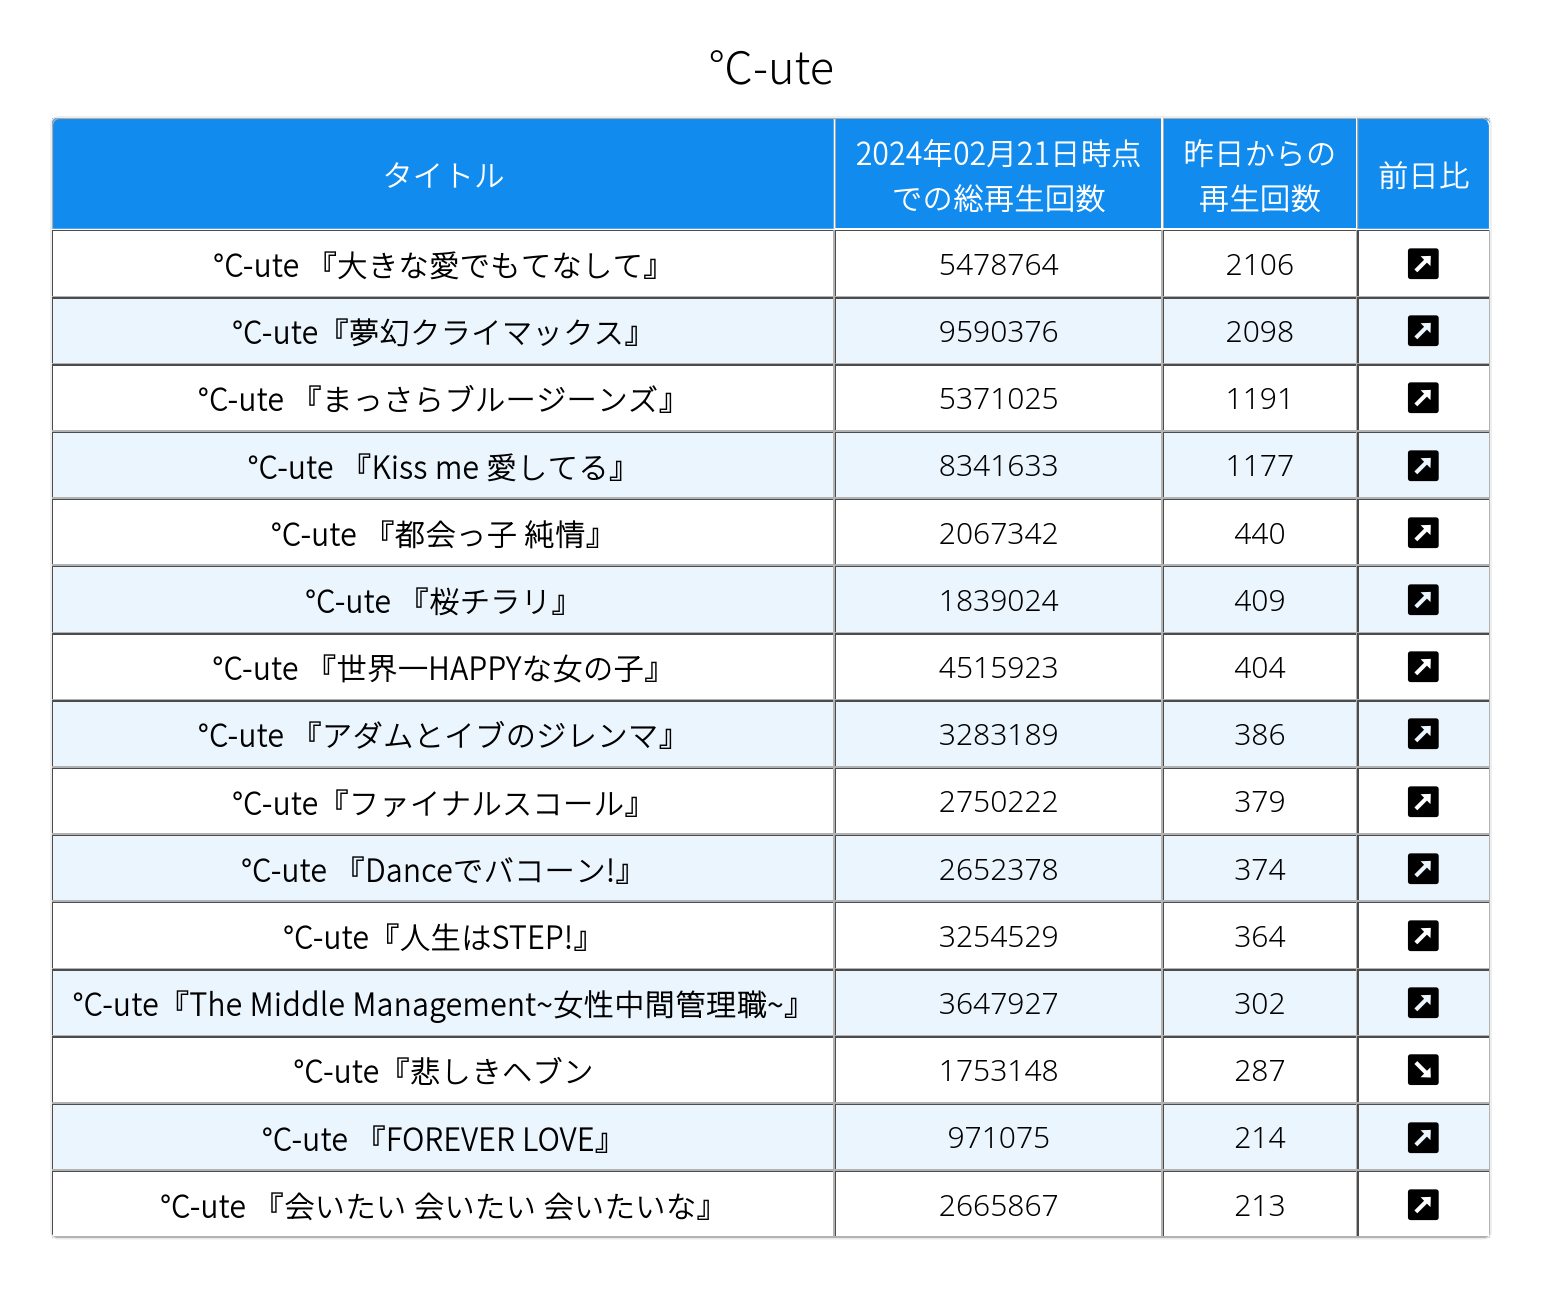 ℃-ute
タイトル
2024年02月21日時点
での総再生回数
昨日からの
再生回数
前日比
℃-ute 『大きな愛でもてなして』 5478764 2106
℃-ute『夢幻クライマックス』 9590376 2098
℃-ute 『まっさらブルージーンズ』 5371025 1191
℃-ute 『Kiss me 愛してる』 8341633 1177
℃-ute 『都会っ子 純情』 2067342 440
℃-ute 『桜チラリ』 1839024 409
℃-ute 『世界一HAPPYな女の子』 4515923 404
℃-ute 『アダムとイブのジレンマ』 3283189 386
℃-ute『ファイナルスコール』 2750222 379
℃-ute 『Danceでバコーン!』 2652378 374
℃-ute『人生はSTEP!』 3254529 364
℃-ute『The Middle Management~女性中間管理職~』 3647927 302
℃-ute『悲しきヘブン 1753148 287
℃-ute 『FOREVER LOVE』 971075 214
℃-ute 『会いたい 会いたい 会いたいな』 2665867 213